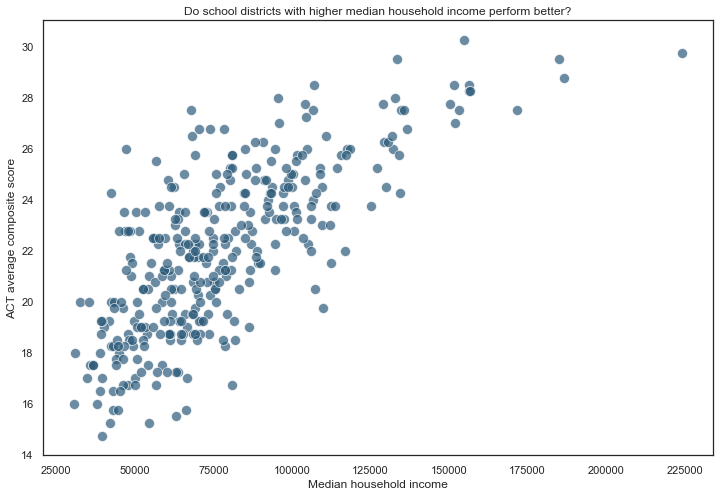 Do school districts with higher median household income perform better?
ACT average composite score
30
28
26
24
22
20
18
16
14
25000 50000 75000 100000 125000 150000 175000 200000 225000
Median household income